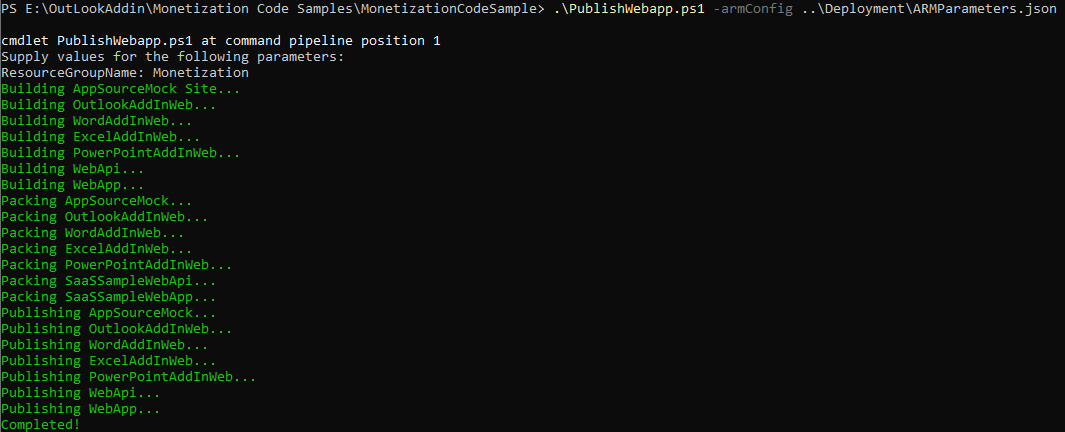 PS E:\OutLookAddin\Monetization Code Samples\MonetizationCodeSample> .\PublishWebapp.ps1 -armConfig ..\Deployment\ARMParameters.json
cmdlet PublishWebapp.ps1 at command pipeline position 1
Supply values for the following parameters:
ResourceGroupName: Monetization
Building AppSourceMock Site...
Building OutlookAddInWeb...
Building WordAddInWeb...
Building ExcelAddInWeb...
Building PowerPointAddInWeb...
Building WebApi...
Building WebApp...
Packing AppSourceMock...
Packing OutlookAddInWeb...
Packing WordAddInWeb...
Packing ExcelAddInWeb...
Packing PowerPointAddInWeb...
Packing SaaSSampleWebApi...
Packing SaaSSampleWebApp...
Publishing AppSourceMock...
Publishing OutlookAddInWeb...
Publishing WordAddInWeb...
Publishing ExcelAddInWeb...
Publishing PowerPointAddInWeb...
Publishing WebApi...
Publishing WebApp...
Completed!